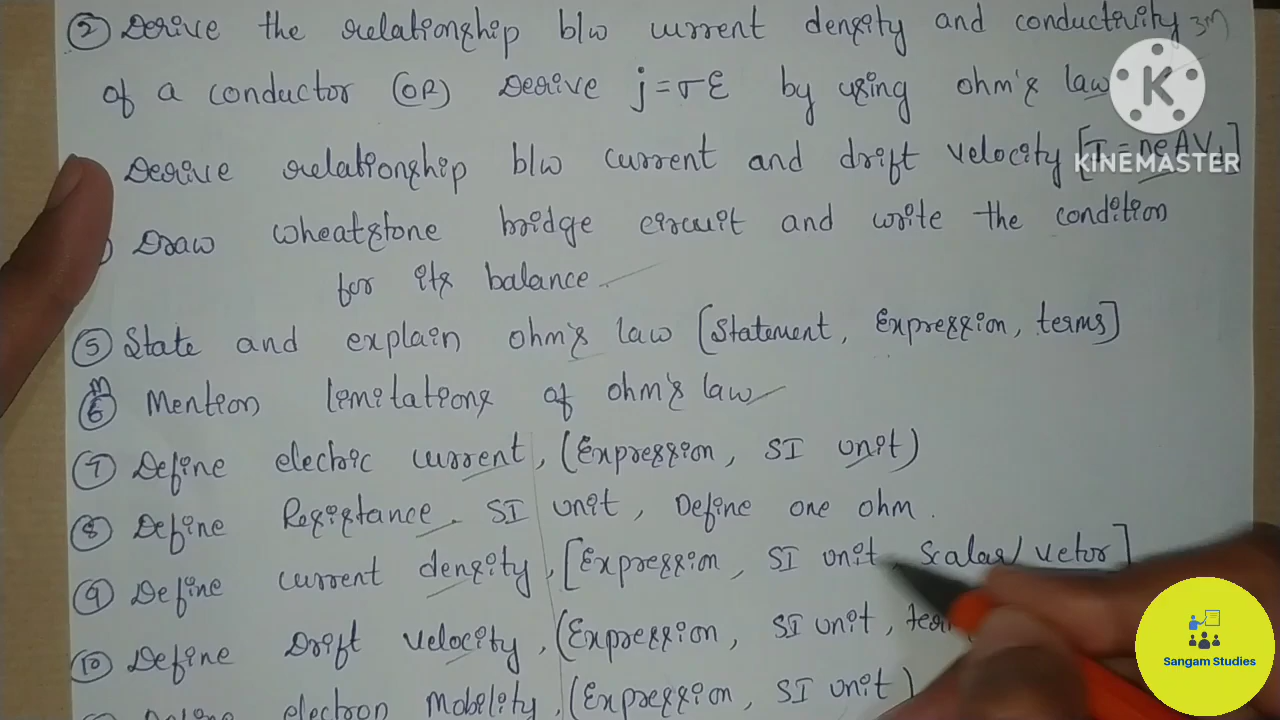 ② Derive the relationship b/w current density and conductivity 3M
of a conductor (OR) Derive j=σE by using ohm's law
Derive relationship b/w current and drift velocity [I = neAVd]
KINEMASTER
Draw wheatstone bridge circuit and write the condition
for its balance
⑤ State and explain ohm's law [Statement, Expression, terms]
⑥ Mention limitations of ohm's law
⑦ Define electric current, (Expression, SI unit)
⑧ Define Resistance. SI unit, Define one ohm.
⑨ Define current density, [Expression, SI unit, Scalar/vetor]
⑩ Define Drift velocity, (Expression, SI unit,
electron Mobility, (Expression, SI unit)
Sangam Studies